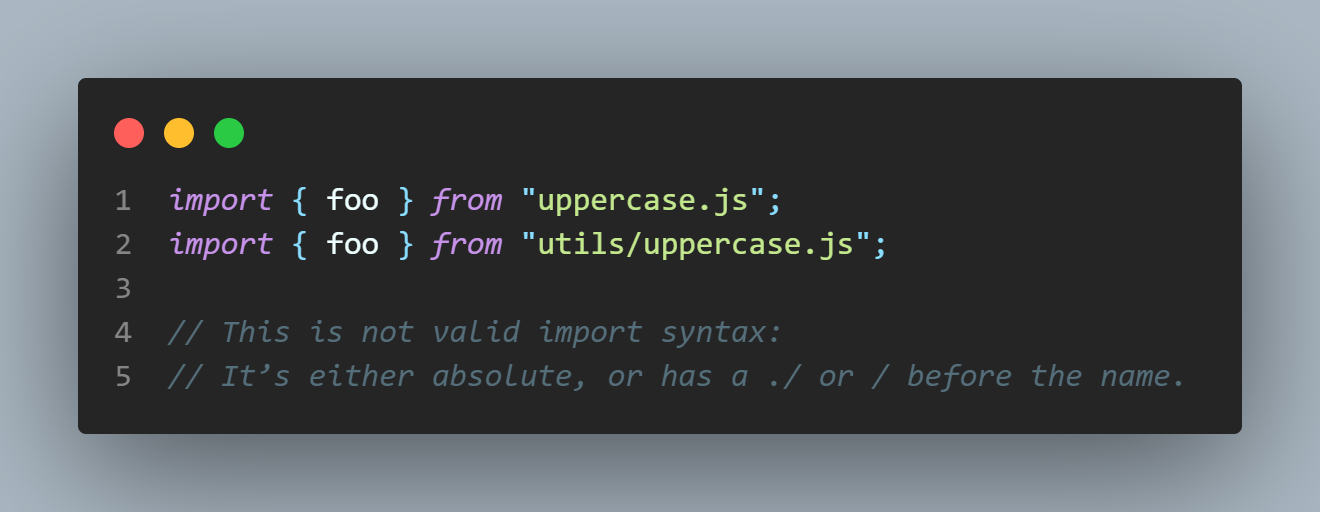 1 import { foo } from "uppercase.js";
2 import { foo } from "utils/uppercase.js";
3
4 // This is not valid import syntax:
5 // It’s either absolute, or has a ./ or / before the name.